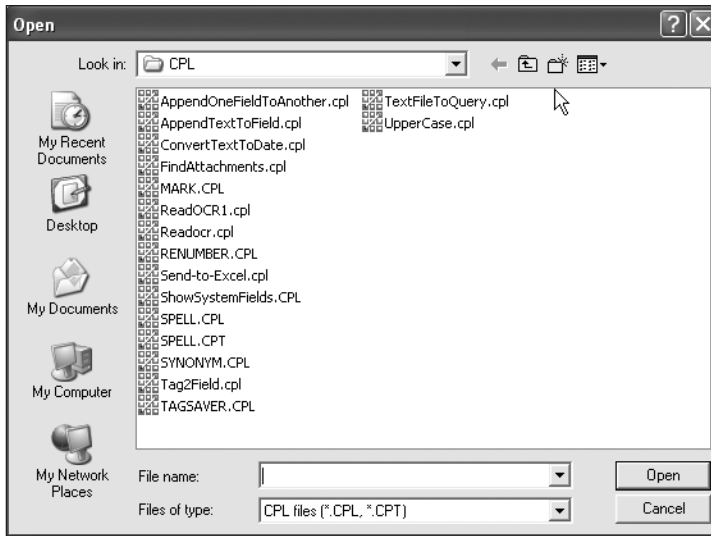 Open
Look in: CPL
My Recent
Documents
Desktop
My Documents
My Computer
My Network
Places
AppendOneFieldToAnother.cpl
AppendTextToField.cpl
ConvertTextToDate.cpl
FindAttachments.cpl
MARK.CPL
ReadOCR1.cpl
Readocr.cpl
RENUMBER.CPL
Send-to-Excel.cpl
ShowSystemFields.CPL
SPELL.CPL
SPELL.CPT
SYNONYM.CPL
Tag2Field.cpl
TAGSAVER.CPL
TextFileToQuery.cpl
UpperCase.cpl
File name:
Open
Files of type: CPL files (*.CPL, *.CPT)
Cancel